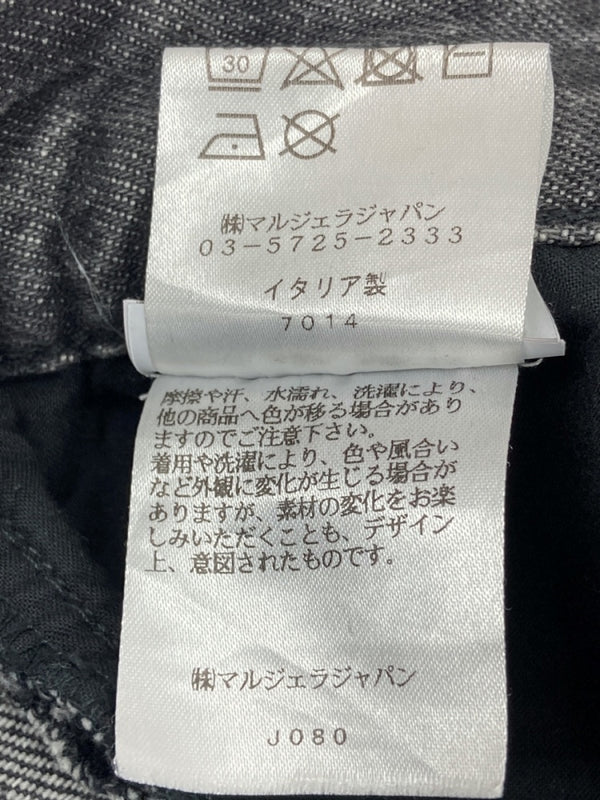 30
㈱マルジェラジャパン
03-5725-2333
イタリア製
7014
摩擦や汗、水濡れ、洗濯により、
他の商品へ色が移る場合があり
ますのでご注意下さい。
着用や洗濯により、色や風合い
など外観に変化が生じる場合が
ありますが、素材の変化をお楽
しみいただくことも、デザイン
上、意図されたものです。
㈱マルジェラジャパン
J080